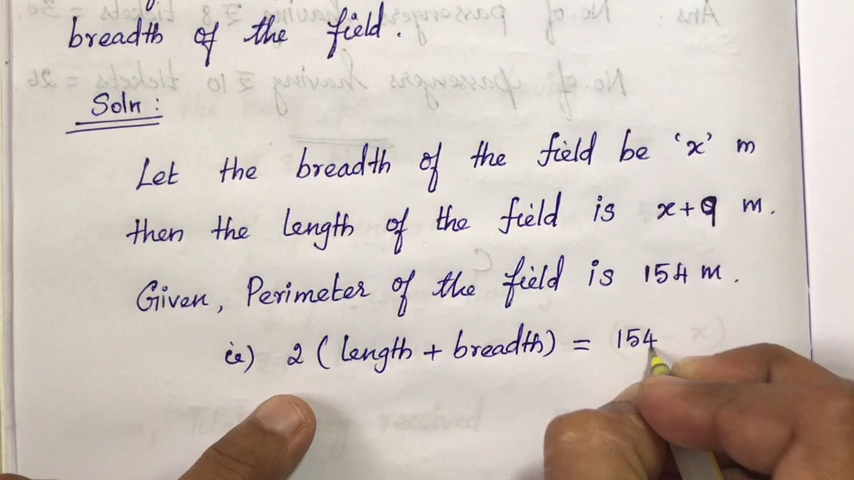 breadth of the field.
Soln :
Let the breadth of the field be 'x' m
then the length of the field is x+9 m.
Given, Perimeter of the field is 154 m.
ie) 2 ( length + breadth) = 154